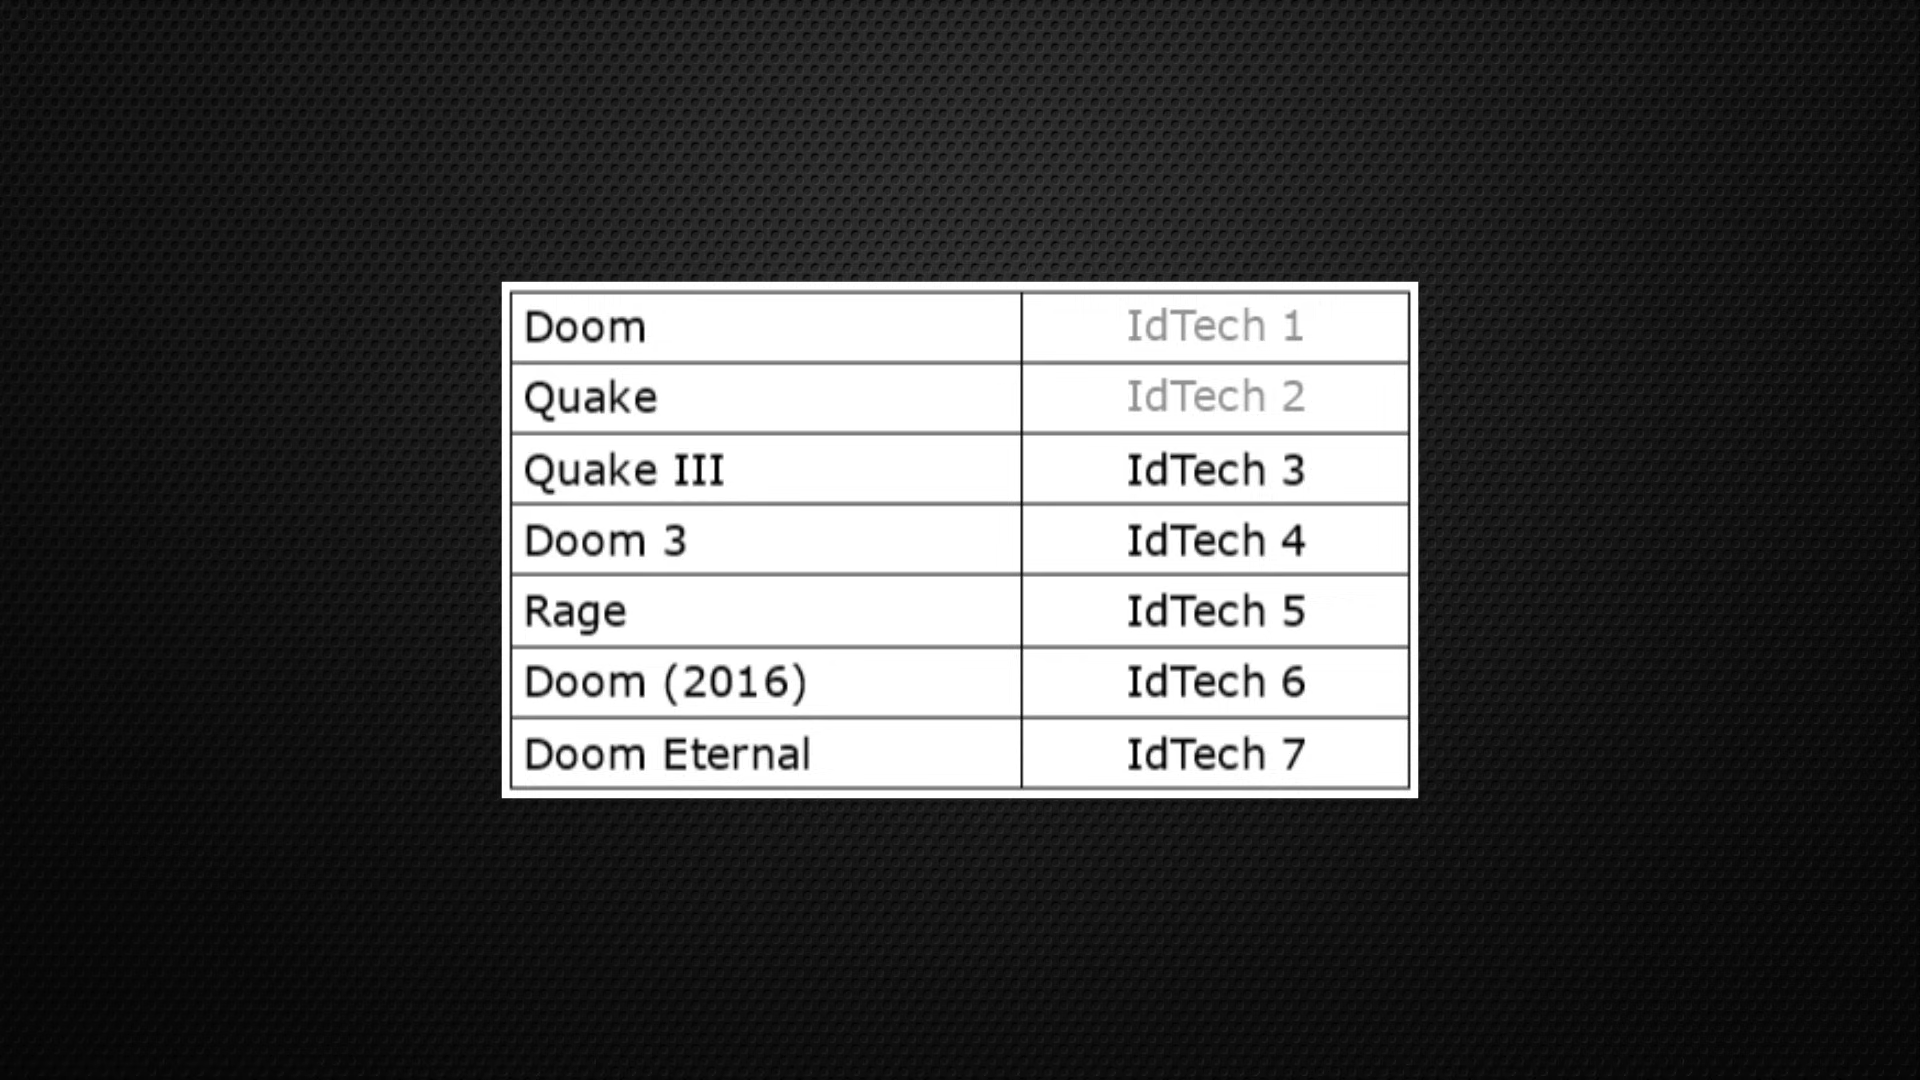 Doom IdTech 1
Quake IdTech 2
Quake III IdTech 3
Doom 3 IdTech 4
Rage IdTech 5
Doom (2016) IdTech 6
Doom Eternal IdTech 7